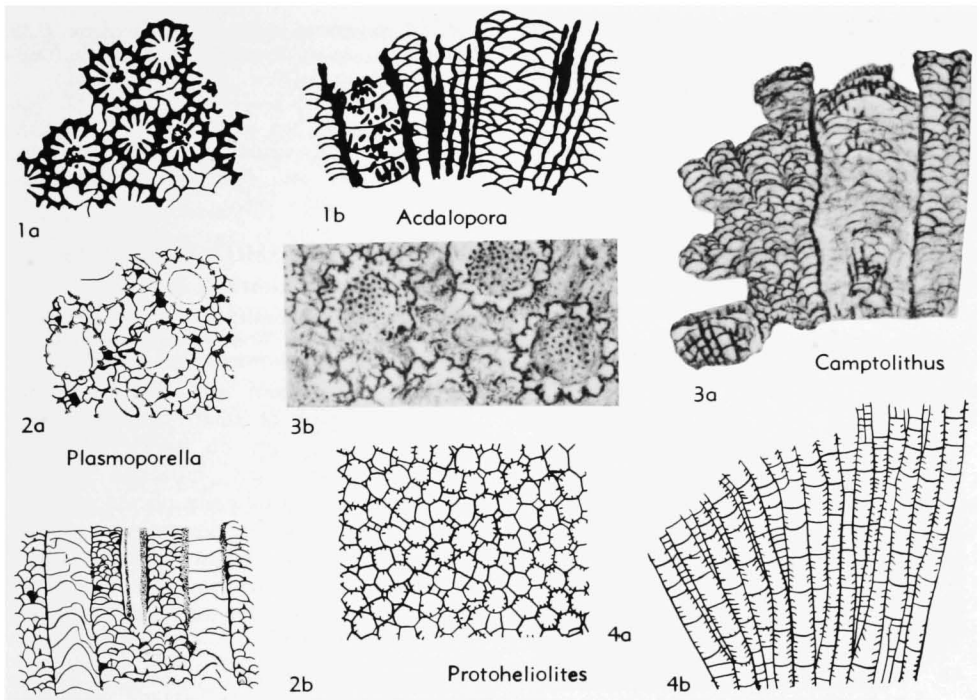 1a
1b
Acdalopora
2a
Plasmoporella
3b
3a
Camptolithus
2b
4a
Protoheliolites
4b